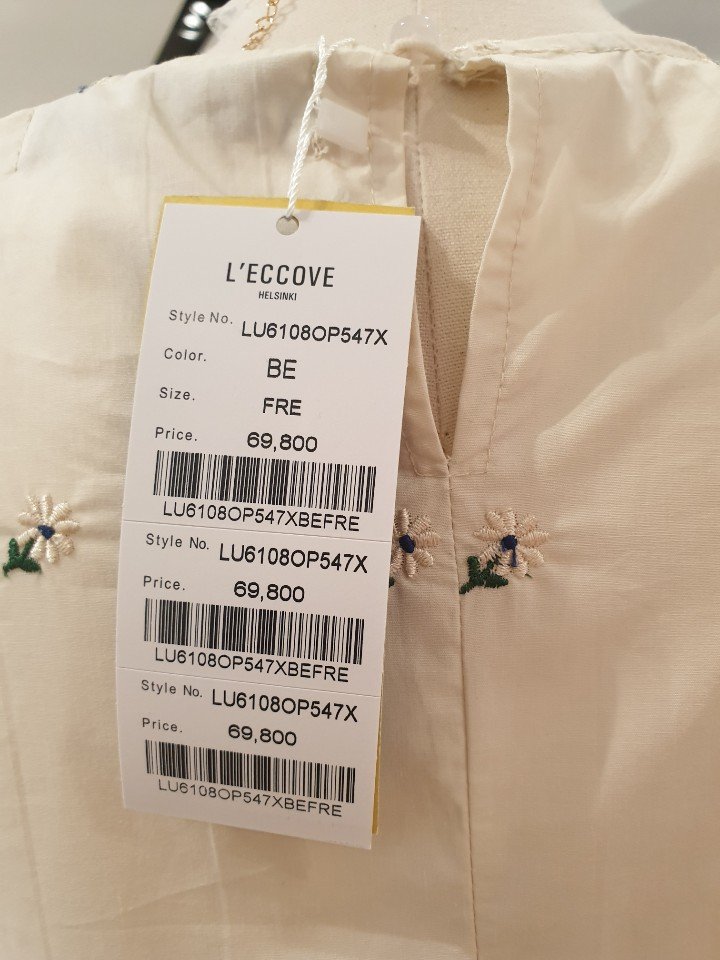 L'ECCOVE
HELSINKI
Style No. LU6108OP547X
Color. BE
Size. FRE
Price. 69,800
LU6108OP547XBEFRE
Style No. LU6108OP547X
Price. 69,800
LU6108OP547XBEFRE
Style No. LU6108OP547X
Price. 69,800
LU6108OP547XBEFRE